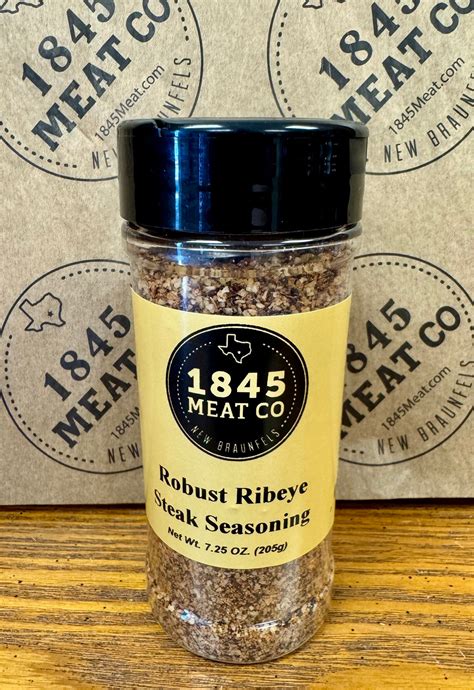 1845
MEAT CO
1845Meat.com
NEW BRAUNFELS
1845
MEAT CO
1845Meat.com
NEW BRAUNFELS
1845
MEAT CO
1845Meat.com
NEW BRAUNFELS
1845
MEAT CO
1845Meat.com
NEW BRAUNFELS
1845
MEAT CO
NEW BRAUNFELS
Robust Ribeye
Steak Seasoning
Net Wt. 7.25 OZ. (205g)